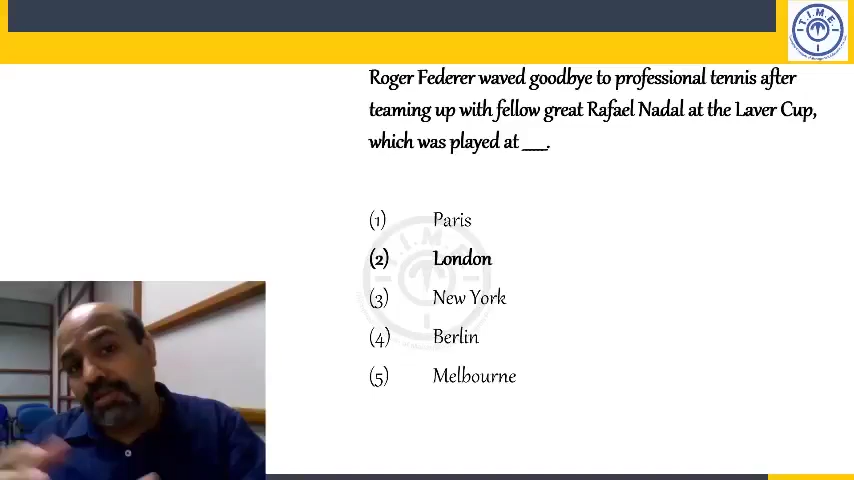 T.I.M.E.
Roger Federer waved goodbye to professional tennis after
teaming up with fellow great Rafael Nadal at the Laver Cup,
which was played at ____.
(1) Paris
(2) London
(3) New York
(4) Berlin
(5) Melbourne
T.I.M.E.